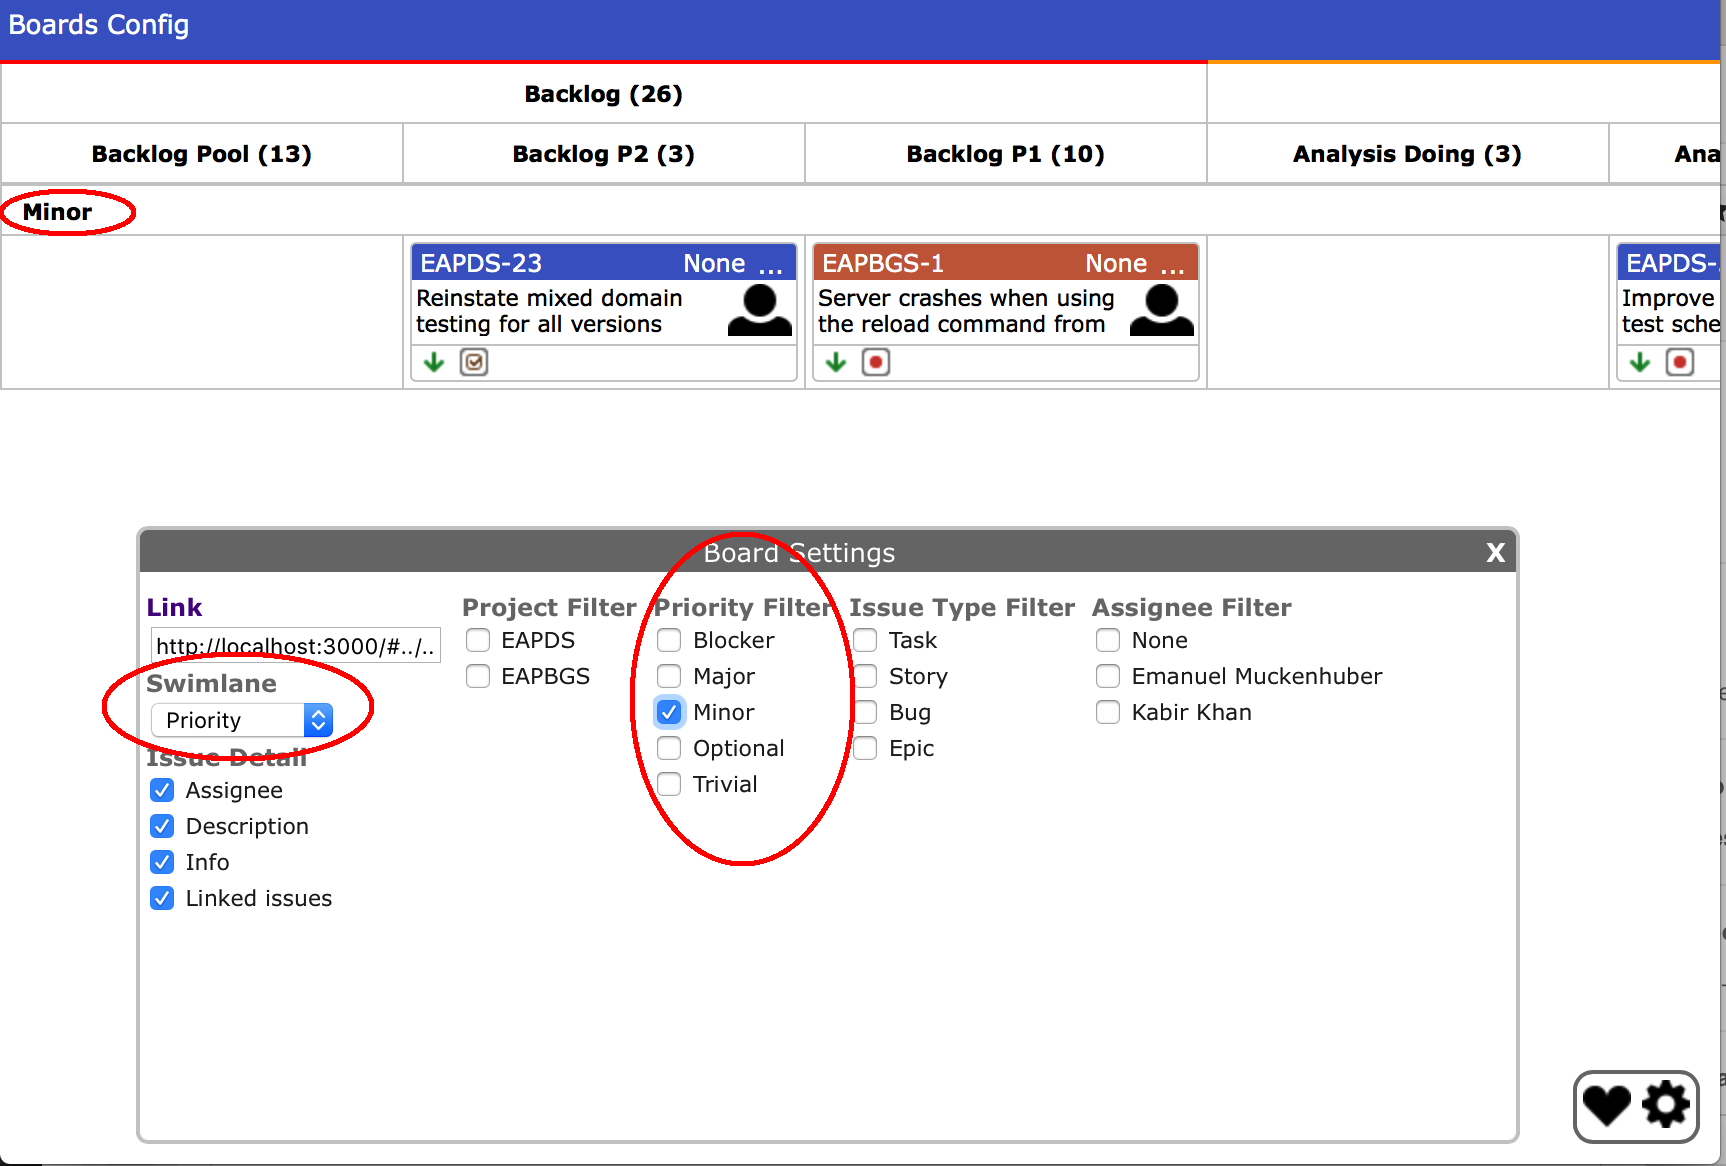 Boards Config
Backlog (26)
Backlog Pool (13)
Backlog P2 (3)
Backlog P1 (10)
Analysis Doing (3)
Ana
Minor
EAPDS-23 None ...
Reinstate mixed domain
testing for all versions
EAPBGS-1 None ...
Server crashes when using
the reload command from
EAPDS-
Improve
test sche
Board Settings X
Link
http://localhost:3000/#../..
Swimlane
Priority
Issue Detail
Assignee
Description
Info
Linked issues
Project Filter
EAPDS
EAPBGS
Priority Filter
Blocker
Major
Minor
Optional
Trivial
Issue Type Filter
Task
Story
Bug
Epic
Assignee Filter
None
Emanuel Muckenhuber
Kabir Khan